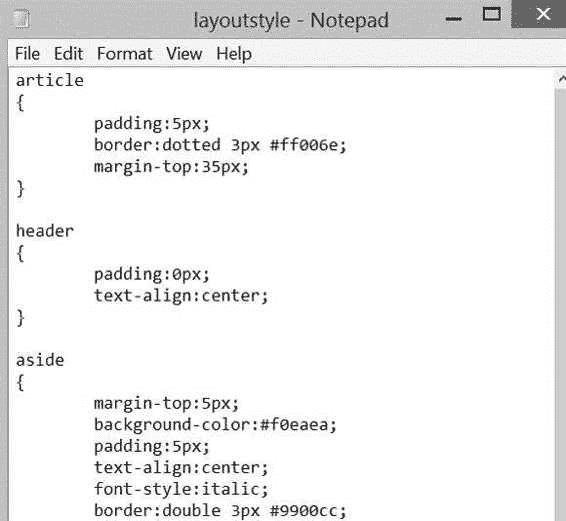 layoutstyle - Notepad
File Edit Format View Help
article
{
padding:5px;
border:dotted 3px #ff006e;
margin-top:35px;
}
header
{
padding:0px;
text-align:center;
}
aside
{
margin-top:5px;
background-color:#f0eaea;
padding:5px;
text-align:center;
font-style:italic;
border:double 3px #9900cc;